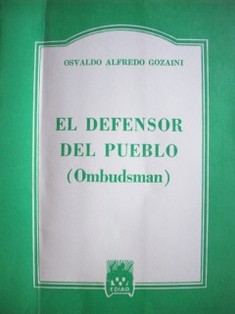 OSVALDO ALFREDO GOZAINI
EL DEFENSOR
DEL PUEBLO
(Ombudsman)
EDIAR